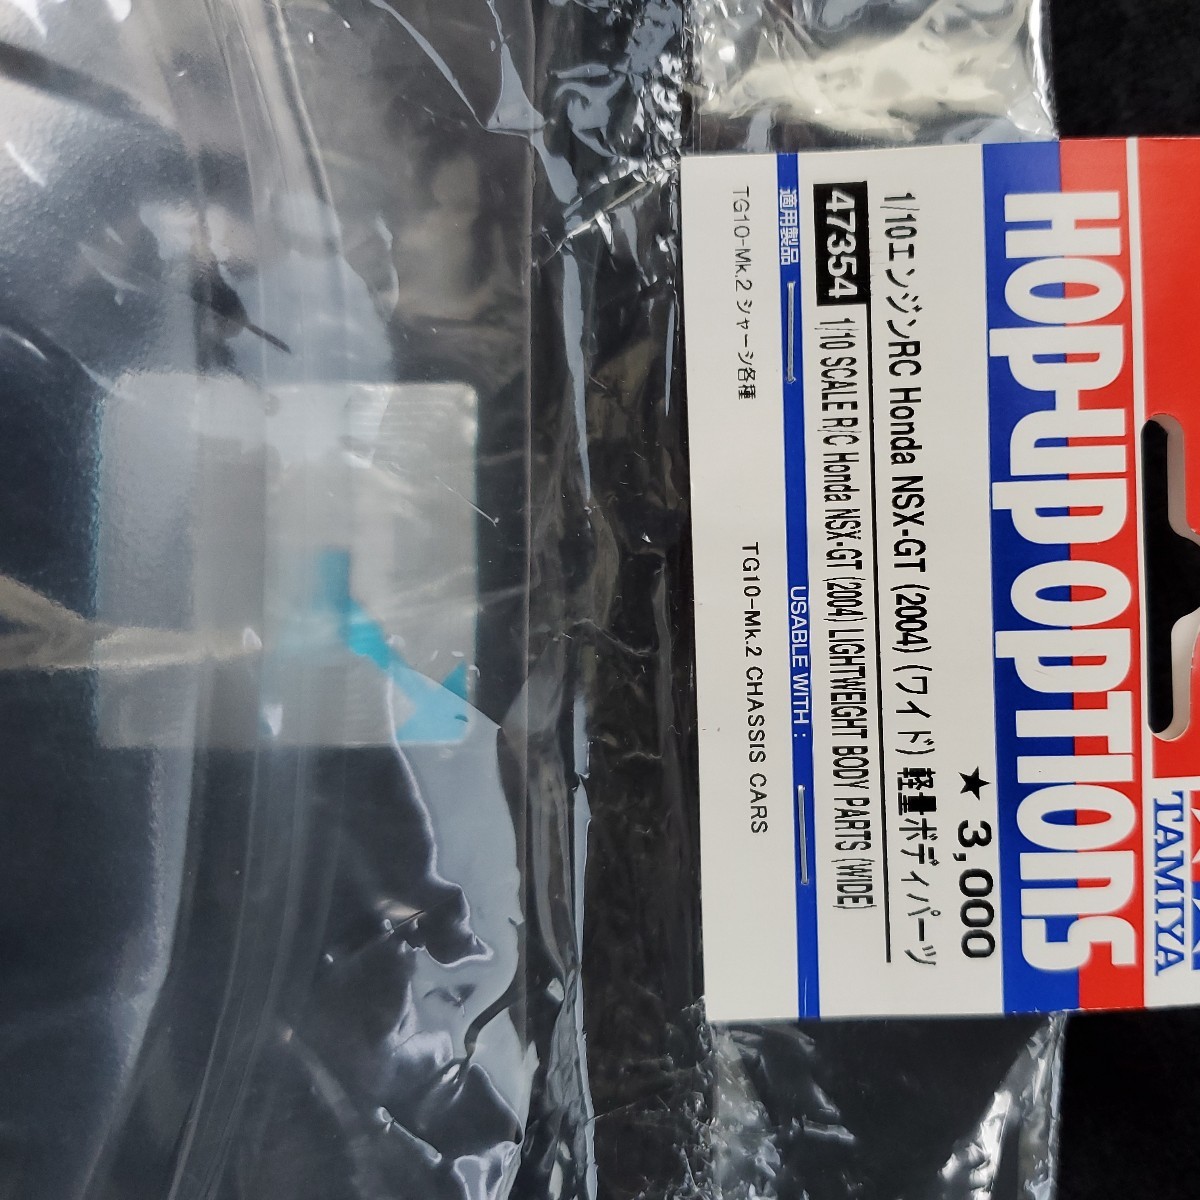 HOP-UP OPTIONS
TAMIYA
★ 3,000
1/10エンジンRC Honda NSX-GT (2004) (ワイド) 軽量ボディパーツ
47354 1/10 SCALE R/C Honda NSX-GT (2004) LIGHTWEIGHT BODY PARTS (WIDE)
適用製品
USABLE WITH :
TG10-Mk.2 シャーシ各種
TG10-Mk.2 CHASSIS CARS